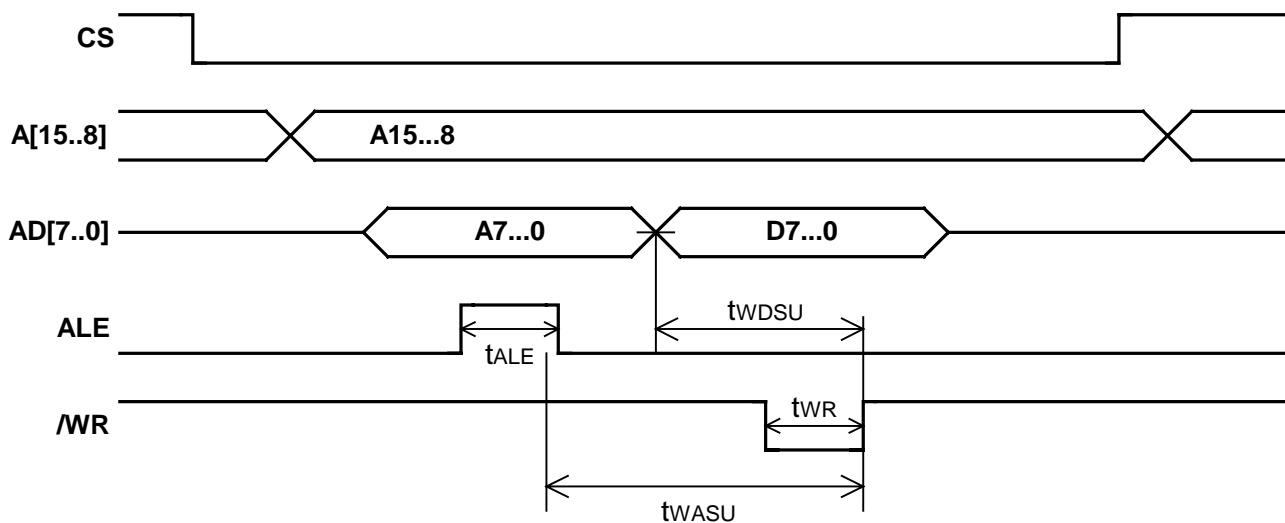 CS
A[15..8] A15...8
AD[7..0] A7...0 D7...0
ALE tALE tWDSU
/WR tWR
tWASU